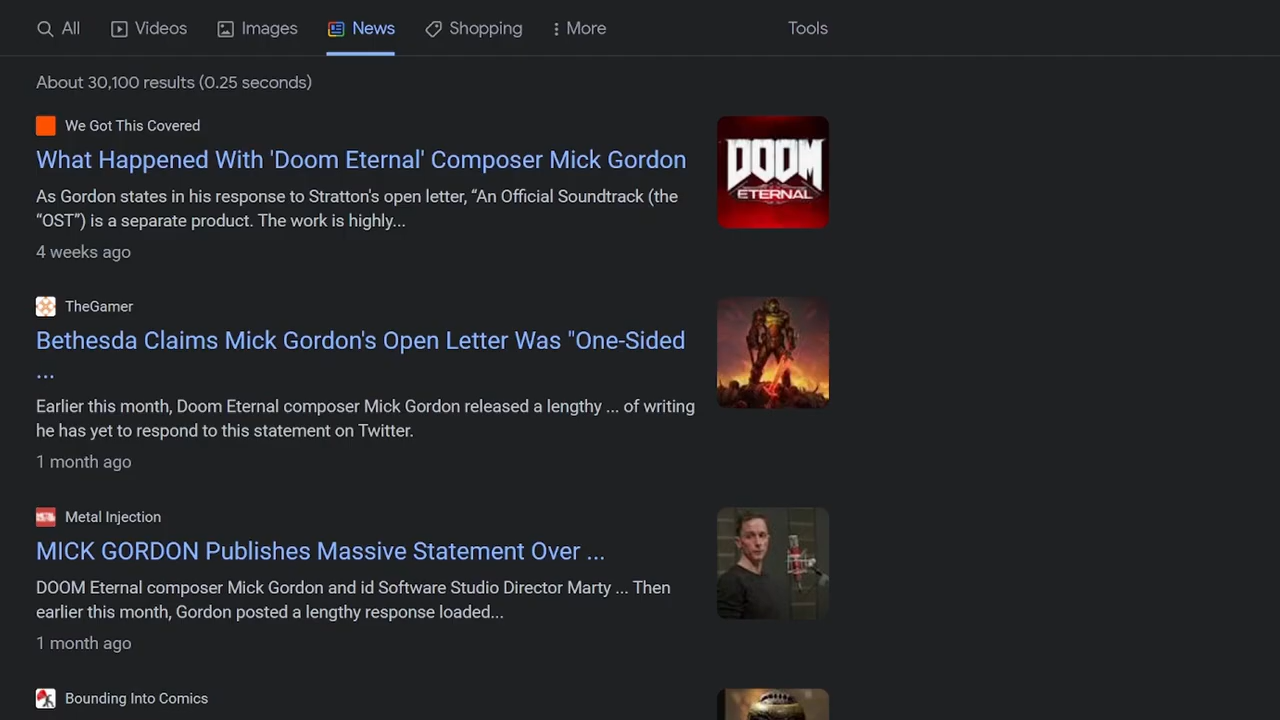 All Videos Images News Shopping More Tools
About 30,100 results (0.25 seconds)
We Got This Covered
What Happened With 'Doom Eternal' Composer Mick Gordon
As Gordon states in his response to Stratton's open letter, “An Official Soundtrack (the
“OST”) is a separate product. The work is highly...
4 weeks ago
DOOM
ETERNAL
TheGamer
Bethesda Claims Mick Gordon's Open Letter Was "One-Sided
...
Earlier this month, Doom Eternal composer Mick Gordon released a lengthy ... of writing
he has yet to respond to this statement on Twitter.
1 month ago
Metal Injection
MICK GORDON Publishes Massive Statement Over ...
DOOM Eternal composer Mick Gordon and id Software Studio Director Marty ... Then
earlier this month, Gordon posted a lengthy response loaded...
1 month ago
Bounding Into Comics